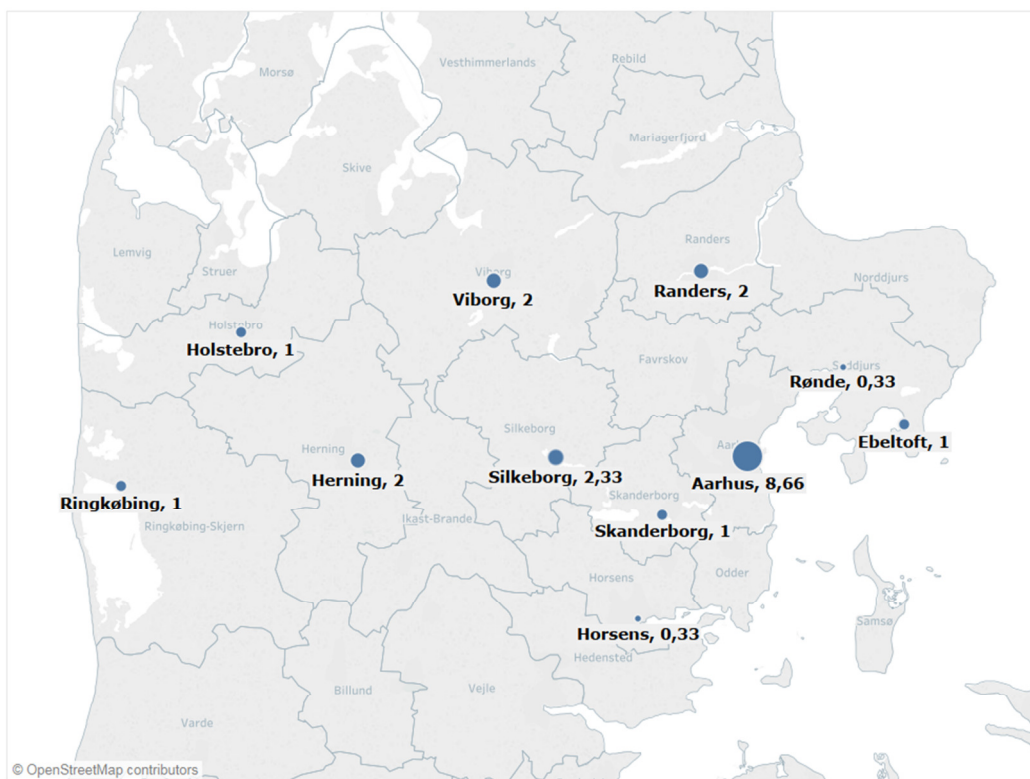 Vesthimmerlands
Rebild
Morsø
Mariagerfjord
Skive
Randers
Lemvig
Struer
Viborg
Viborg, 2
Randers, 2
Norddjurs
Holstebro
Holstebro, 1
Favrskov
Rønde, 0,33
Silkeborg
Ebeltoft, 1
Herning
Herning, 2
Silkeborg, 2,33
Aarhus, 8,66
Ringkøbing, 1
Skanderborg
Skanderborg, 1
Ringkøbing-Skjern
Ikast-Brande
Horsens
Odder
Samsø
Horsens, 0,33
Hedensted
Billund
Vejle
Varde
© OpenStreetMap contributors